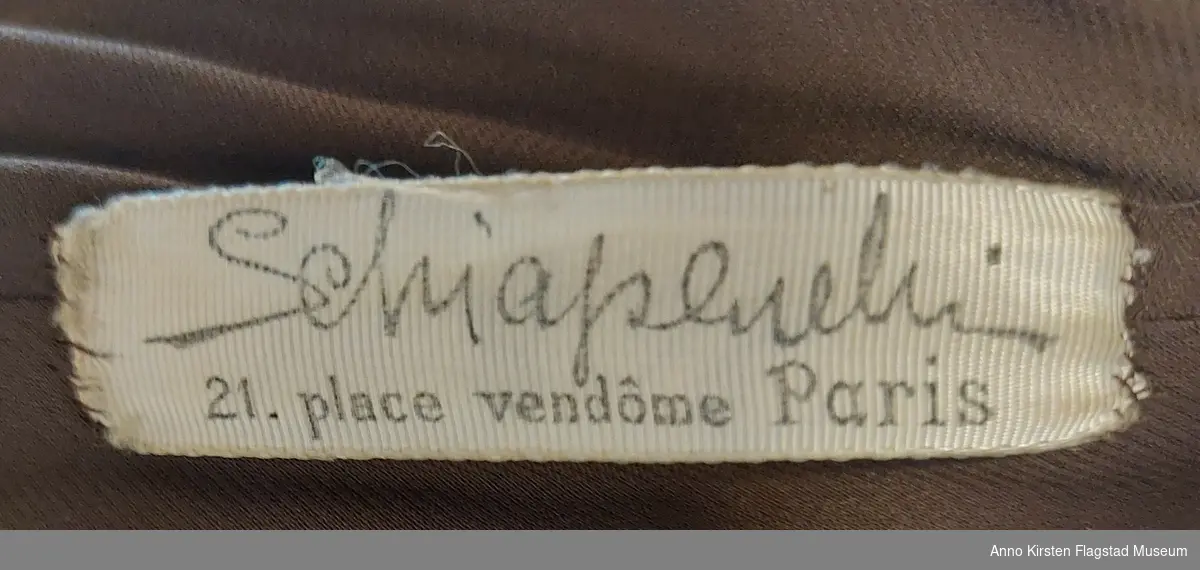 Schiaparelli
21. place vendôme Paris
Anno Kirsten Flagstad Museum